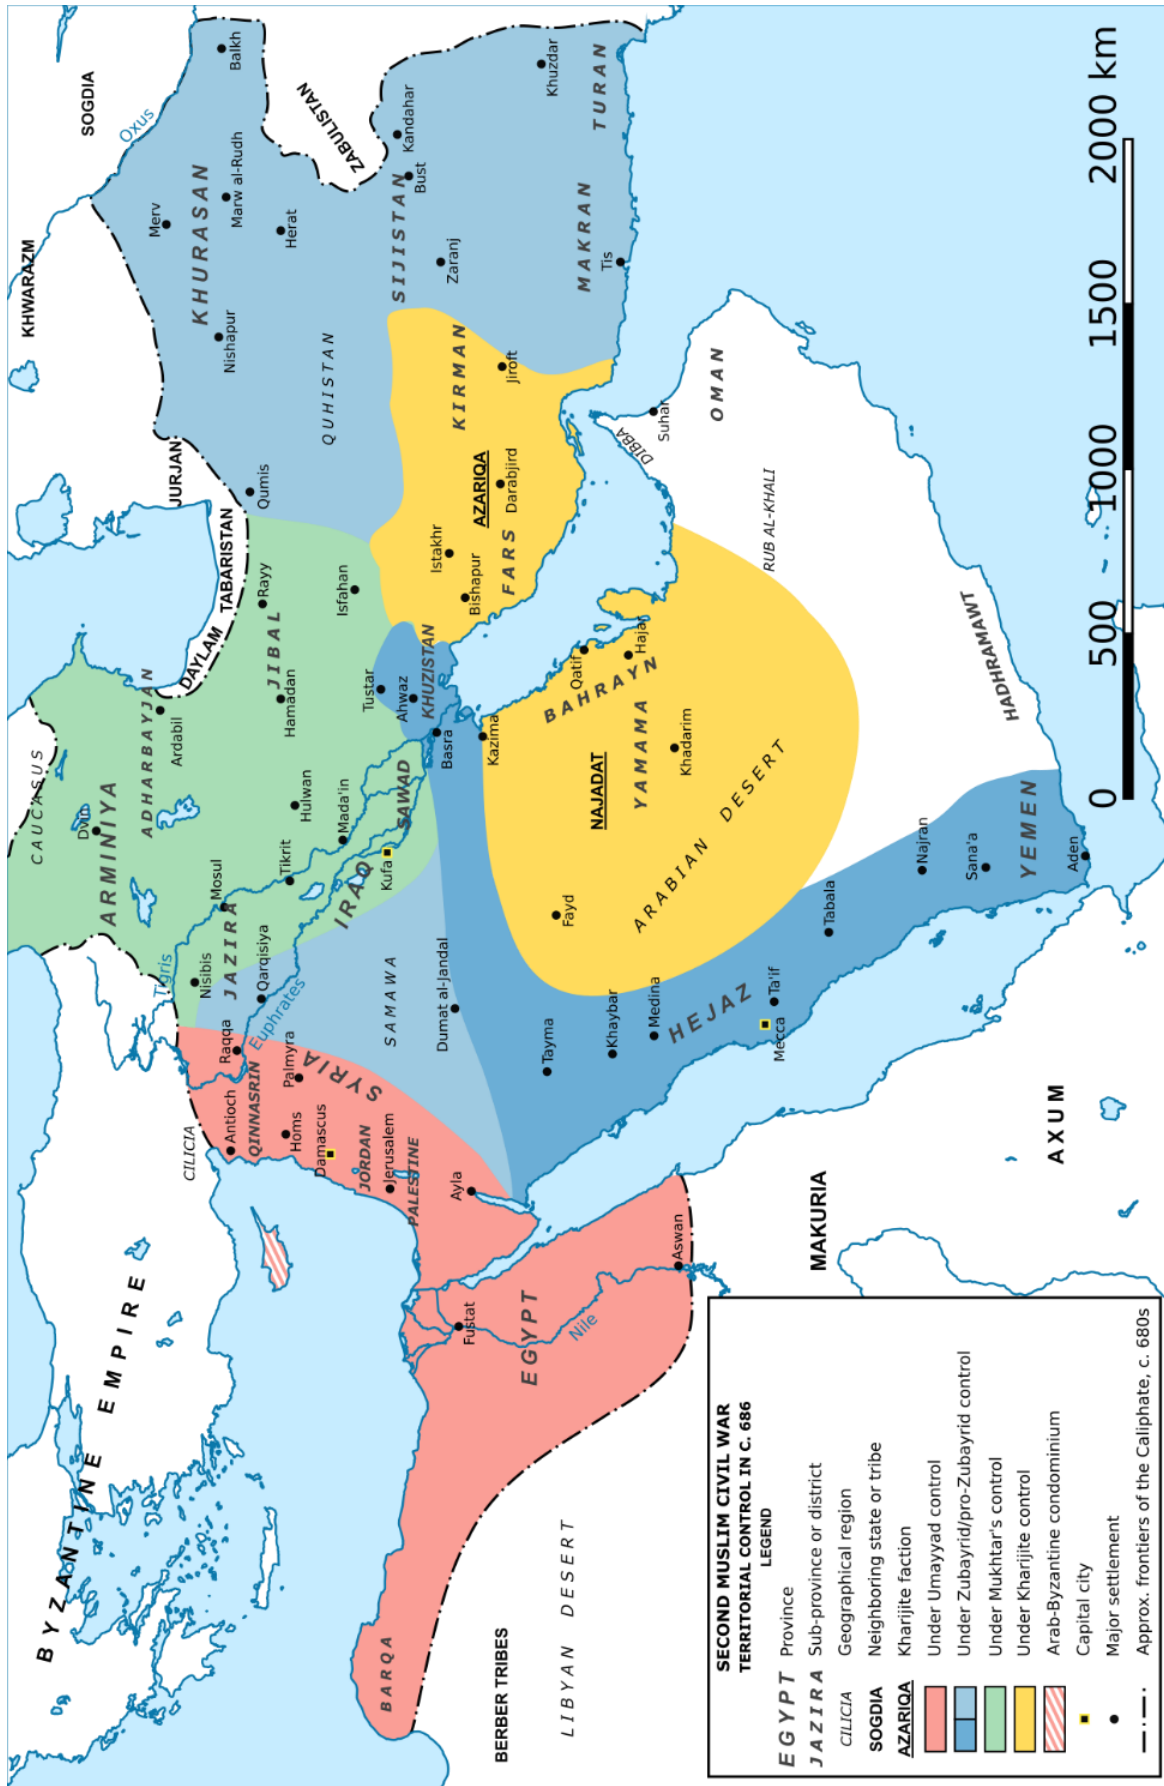 BYZANTINE EMPIRE
CILICIA
CAUCASUS
ARMINIYA
Dvin
ADHARBAYJAN
Ardabil
DAYLAM
TABARISTAN
JURJAN
KHWARAZM
SOGDIA
Oxus
Tigris
Nisibis
Mosul
JAZIRA
Qarqisiya
Euphrates
Raqqa
Antioch
QINNASRIN
Palmyra
Homs
SYRIA
Damascus
JORDAN
Jerusalem
PALESTINE
Ayla
Tikrit
Hulwan
Mada'in
IRAQ
Kufa
SAWAD
SAMAWA
Dumat al-Jandal
Hamadan
JIBAL
Rayy
Isfahan
Qumis
QUHISTAN
Nishapur
KHURASAN
Merv
Marw al-Rudh
Herat
Balkh
ZABULISTAN
SIJISTAN
Bust
Kandahar
Zaranj
Khuzdar
TURAN
MAKRAN
Tis
KIRMAN
Jiroft
AZARIQA
Darabjird
FARS
Istakhr
Bishapur
Tustar
Ahwaz
KHUZISTAN
Basra
Kazima
Qatif
Hajar
BAHRAYN
YAMAMA
NAJADAT
Khadarim
ARABIAN DESERT
Fayd
DIBBA
Suhar
OMAN
RUB AL-KHALI
HADHRAMAWT
Tayma
Khaybar
Medina
HEJAZ
Mecca
Ta'if
Tabala
Najran
Sana'a
YEMEN
Aden
BARQA
BERBER TRIBES
LIBYAN DESERT
Fustat
EGYPT
Nile
Aswan
MAKURIA
AXUM
SECOND MUSLIM CIVIL WAR
TERRITORIAL CONTROL IN C. 686
LEGEND
EGYPT Province
JAZIRA Sub-province or district
CILICIA Geographical region
SOGDIA Neighboring state or tribe
AZARIQA Kharijite faction
Under Umayyad control
Under Zubayrid/pro-Zubayrid control
Under Mukhtar's control
Under Kharijite control
Arab-Byzantine condominium
Capital city
Major settlement
Approx. frontiers of the Caliphate, c. 680s
0 500 1000 1500 2000 km